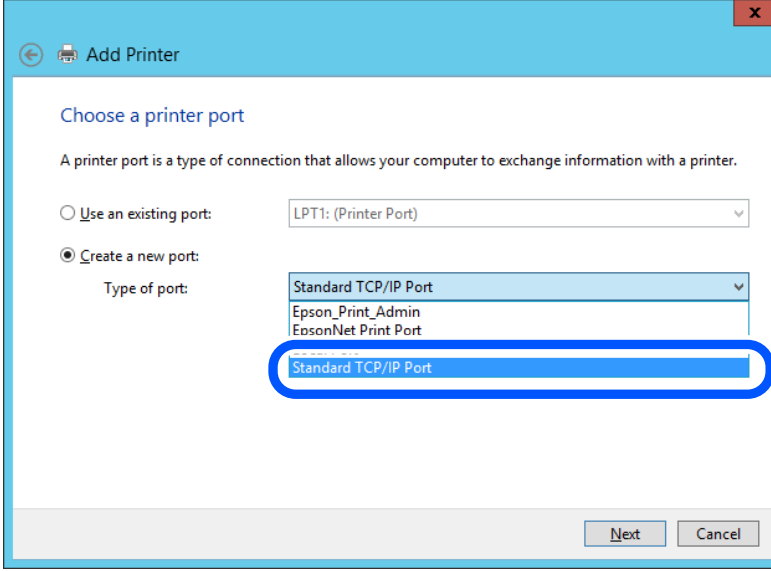 x
Add Printer
Choose a printer port
A printer port is a type of connection that allows your computer to exchange information with a printer.
Use an existing port:
LPT1: (Printer Port)
Create a new port:
Type of port:
Standard TCP/IP Port
Epson_Print_Admin
EpsonNet Print Port
Standard TCP/IP Port
Next
Cancel